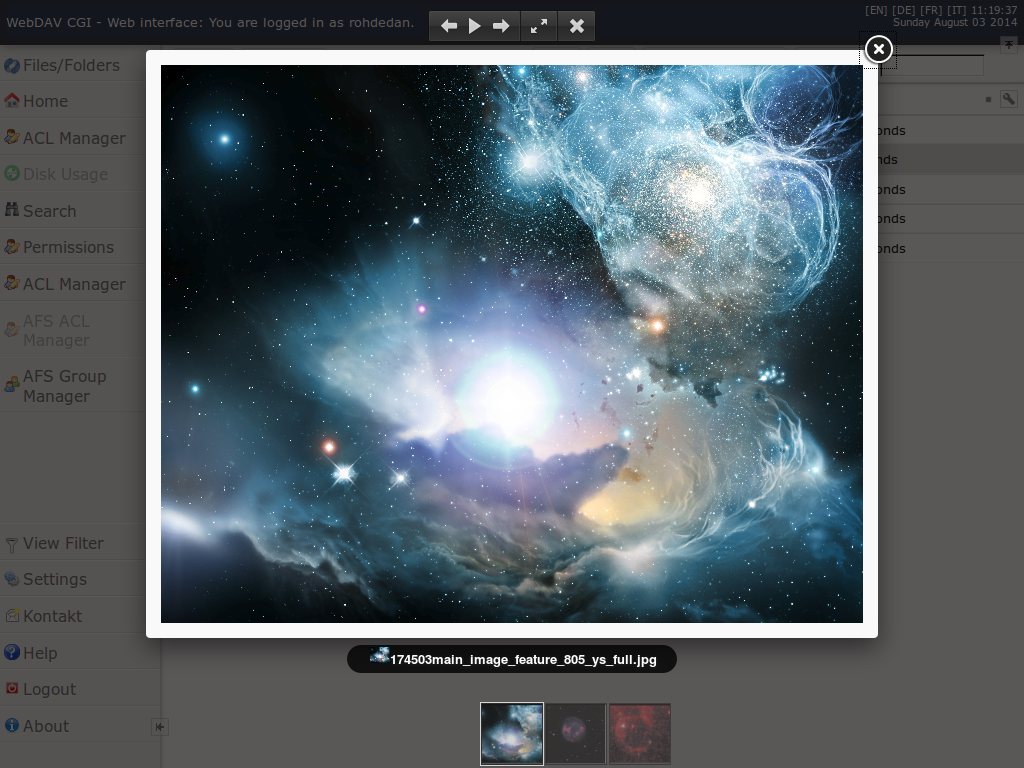 WebDAV CGI - Web interface: You are logged in as rohdedan.
[EN] [DE] [FR] [IT] 11:19:37
Sunday August 03 2014
Files/Folders
Home
ACL Manager
Disk Usage
Search
Permissions
ACL Manager
AFS ACL
Manager
AFS Group
Manager
onds
nds
onds
onds
onds
View Filter
Settings
Kontakt
Help
Logout
About
174503main_image_feature_805_ys_full.jpg